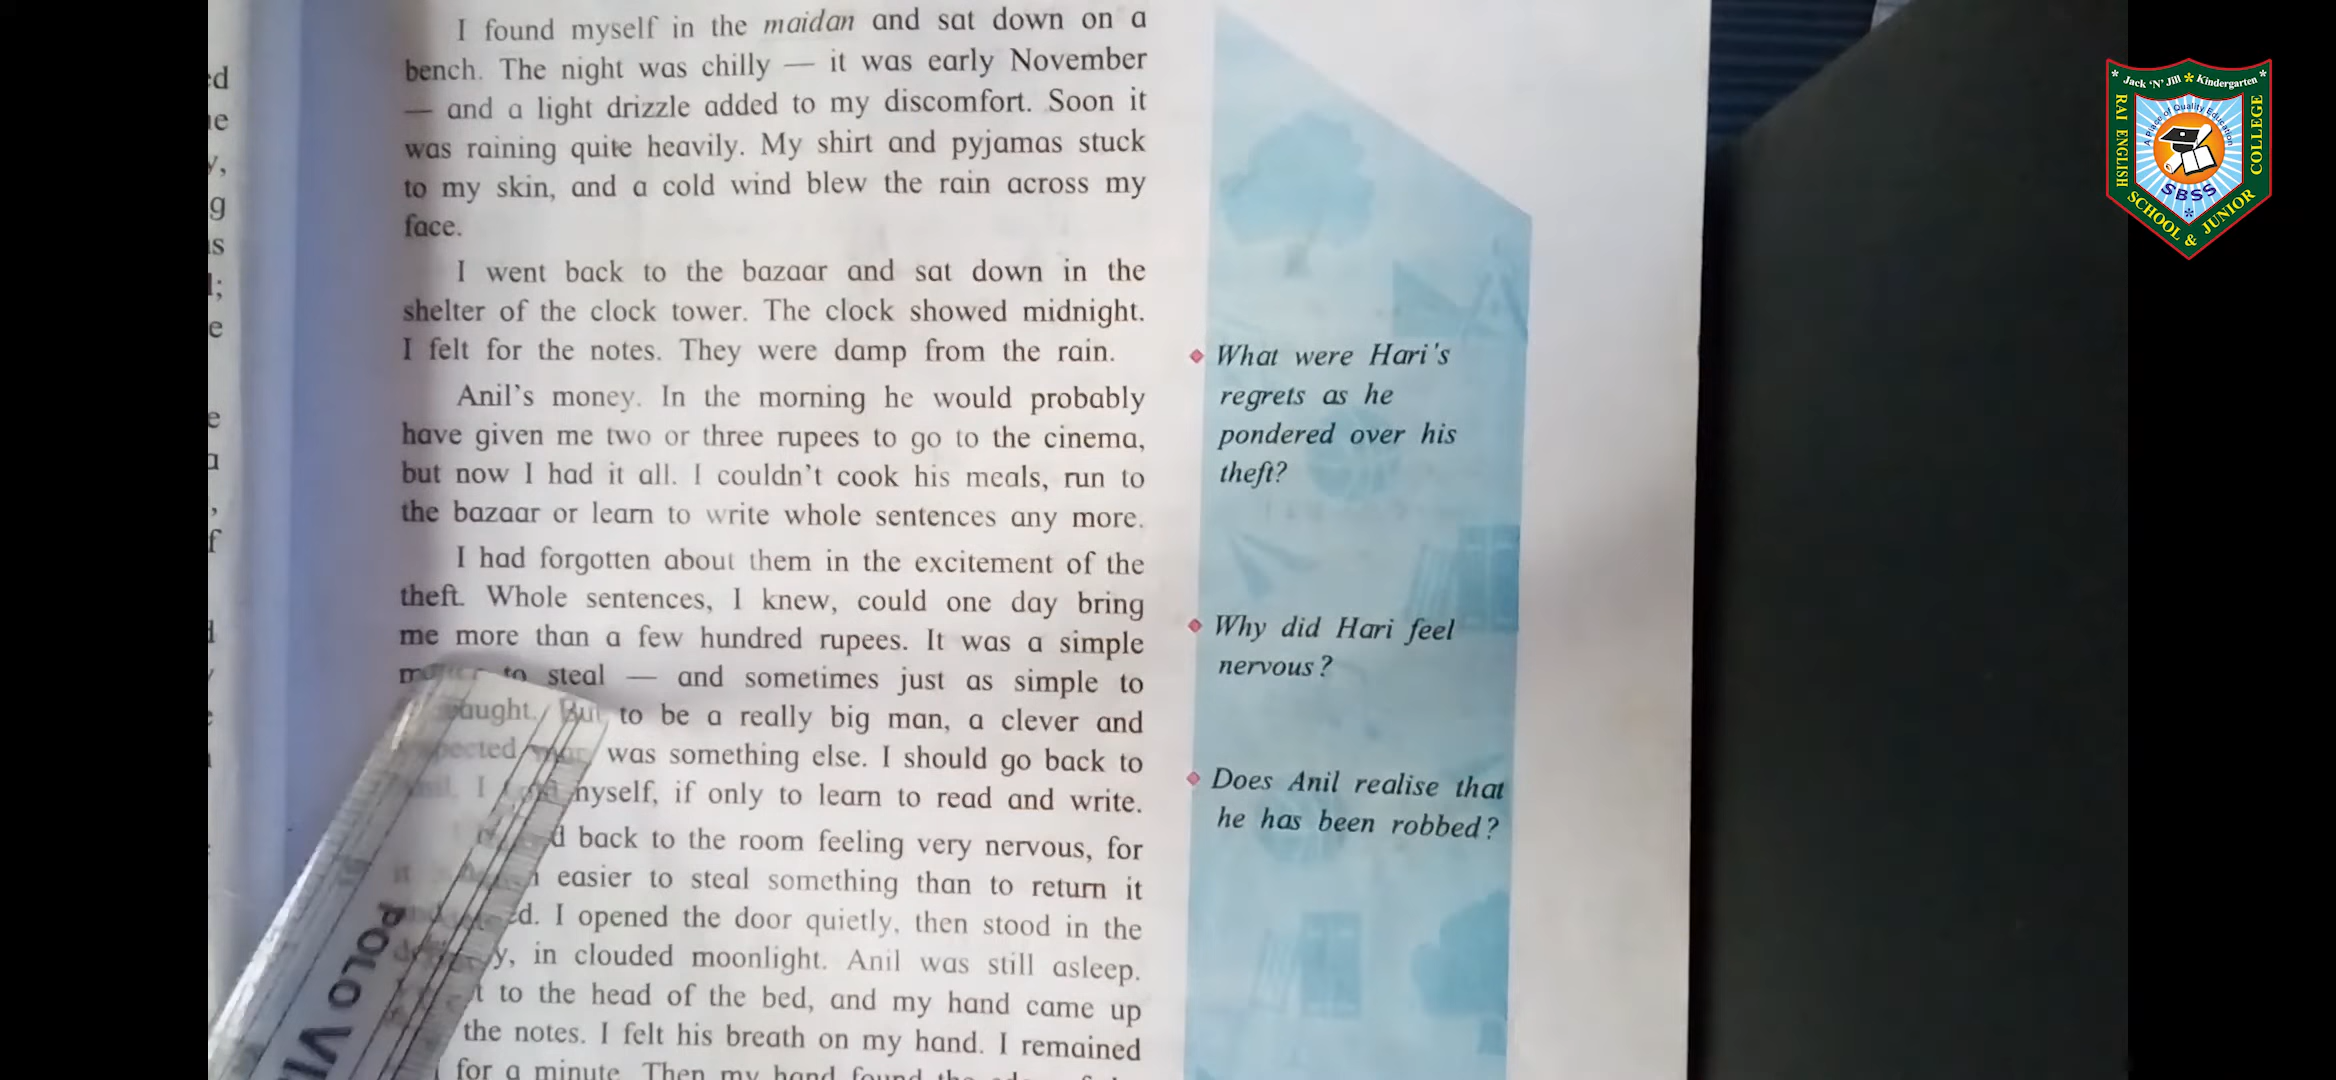 I found myself in the maidan and sat down on a
bench. The night was chilly — it was early November
— and a light drizzle added to my discomfort. Soon it
was raining quite heavily. My shirt and pyjamas stuck
to my skin, and a cold wind blew the rain across my
face.
I went back to the bazaar and sat down in the
shelter of the clock tower. The clock showed midnight.
I felt for the notes. They were damp from the rain.
Anil's money. In the morning he would probably
have given me two or three rupees to go to the cinema,
but now I had it all. I couldn't cook his meals, run to
the bazaar or learn to write whole sentences any more.
I had forgotten about them in the excitement of the
theft. Whole sentences, I knew, could one day bring
me more than a few hundred rupees. It was a simple
to steal — and sometimes just as simple to
caught. But to be a really big man, a clever and
was something else. I should go back to
I myself, if only to learn to read and write.
back to the room feeling very nervous, for
easier to steal something than to return it
I opened the door quietly, then stood in the
in clouded moonlight. Anil was still asleep.
to the head of the bed, and my hand came up
the notes. I felt his breath on my hand. I remained
for a minute. Then my hand found the
What were Hari's
regrets as he
pondered over his
theft?
Why did Hari feel
nervous?
Does Anil realise that
he has been robbed?
POLO
Jack 'N' Jill Kindergarten
A Place of Quality Education
SBSS
RAI ENGLISH SCHOOL & JUNIOR COLLEGE